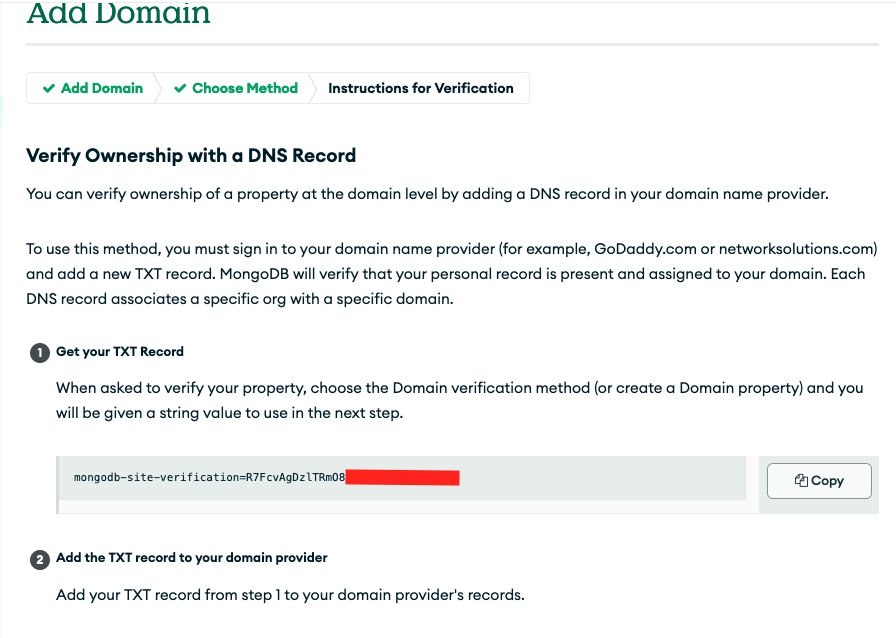 Add Domain
Add Domain
Choose Method
Instructions for Verification
Verify Ownership with a DNS Record
You can verify ownership of a property at the domain level by adding a DNS record in your domain name provider.
To use this method, you must sign in to your domain name provider (for example, GoDaddy.com or networksolutions.com)
and add a new TXT record. MongoDB will verify that your personal record is present and assigned to your domain. Each
DNS record associates a specific org with a specific domain.
1 Get your TXT Record
When asked to verify your property, choose the Domain verification method (or create a Domain property) and you
will be given a string value to use in the next step.
mongodb-site-verification=R7FcvAgDzlTRmO8
Copy
2 Add the TXT record to your domain provider
Add your TXT record from step 1 to your domain provider's records.